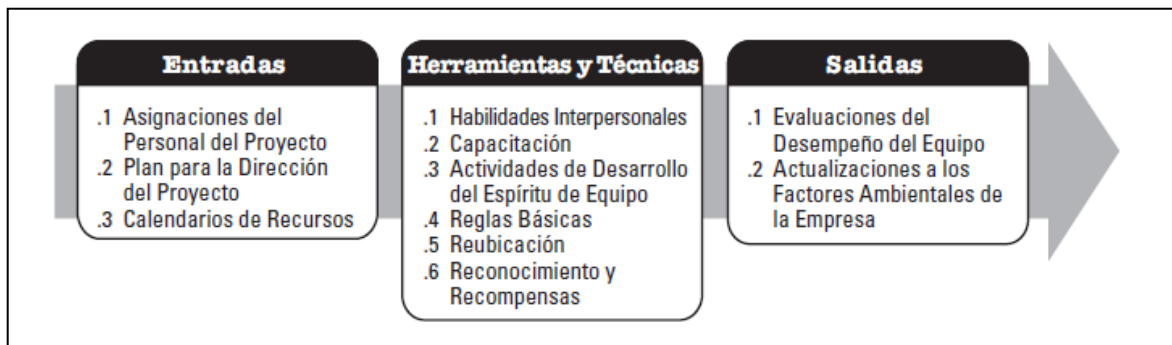 Entradas
.1 Asignaciones del
Personal del Proyecto
.2 Plan para la Dirección
del Proyecto
.3 Calendarios de Recursos
Herramientas y Técnicas
.1 Habilidades Interpersonales
.2 Capacitación
.3 Actividades de Desarrollo
del Espíritu de Equipo
.4 Reglas Básicas
.5 Reubicación
.6 Reconocimiento y
Recompensas
Salidas
.1 Evaluaciones del
Desempeño del Equipo
.2 Actualizaciones a los
Factores Ambientales de
la Empresa